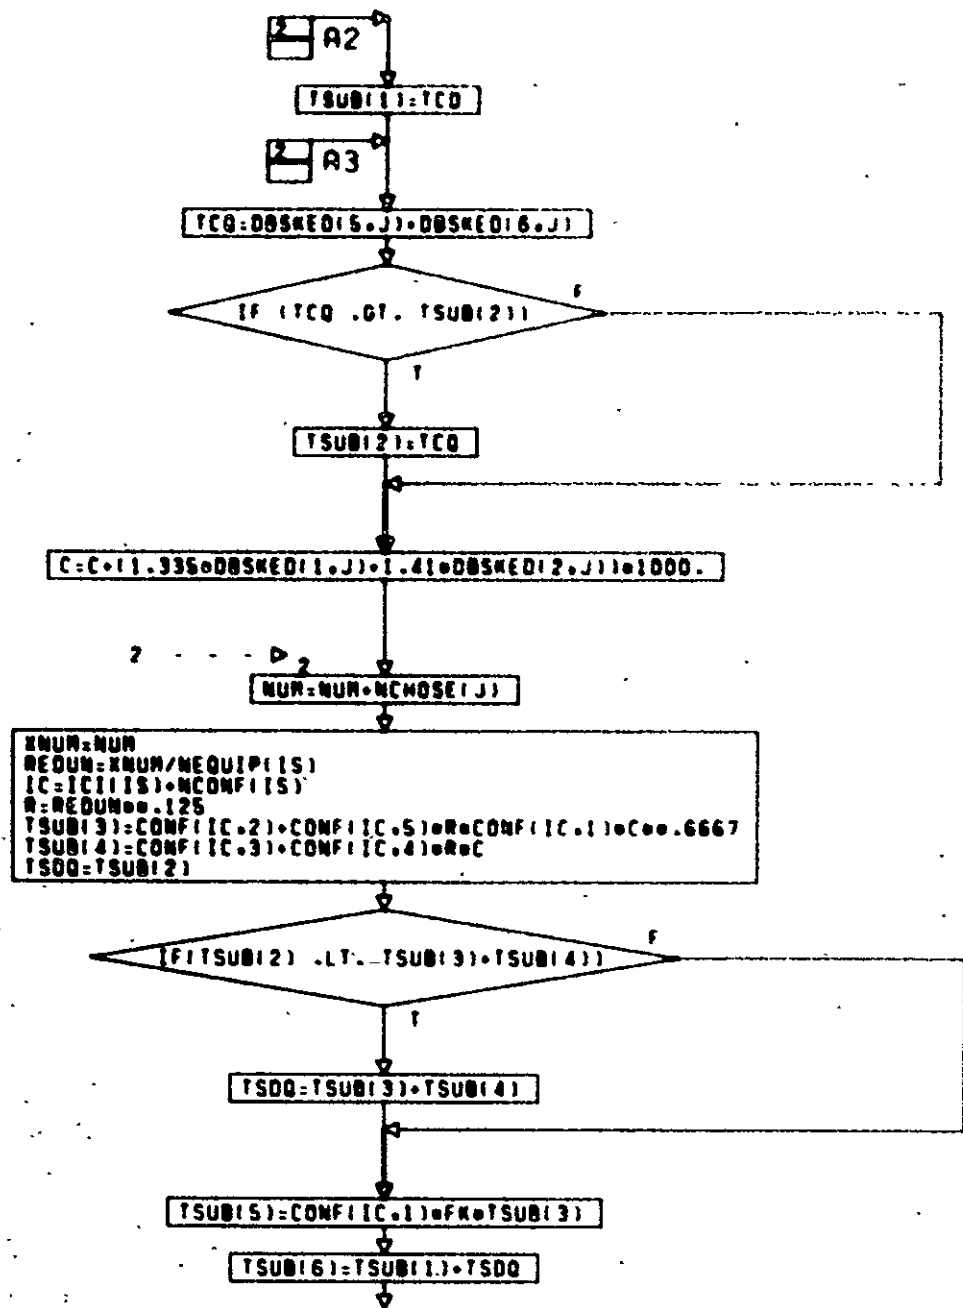 2 A2
TSUB(1)=TCD
2 A3
TCQ=DBSKED(5,J)+DBSKED(6,J)
IF (TCQ .GT. TSUB(2))
F
T
TSUB(2)=TCQ
C=C+(1.335*DBSKED(1,J)+1.41*DBSKED(2,J))*1000.
2 - - - 2
NUM=NUM+NCHOSE(J)
XNUM=NUM
REDUN=XNUM/NEQUIP(IS)
IC=ICI(IS)+NCONF(IS)
R=REDUN**.125
TSUB(3)=CONF(IC,2)+CONF(IC,5)*R*CONF(IC,1)*C**.6667
TSUB(4)=CONF(IC,3)+CONF(IC,4)*R*C
TSDQ=TSUB(2)
IF(TSUB(2) .LT. TSUB(3)+TSUB(4))
F
T
TSDQ=TSUB(3)+TSUB(4)
TSUB(5)=CONF(IC,1)*FK*TSUB(3)
TSUB(6)=TSUB(1)+TSDQ